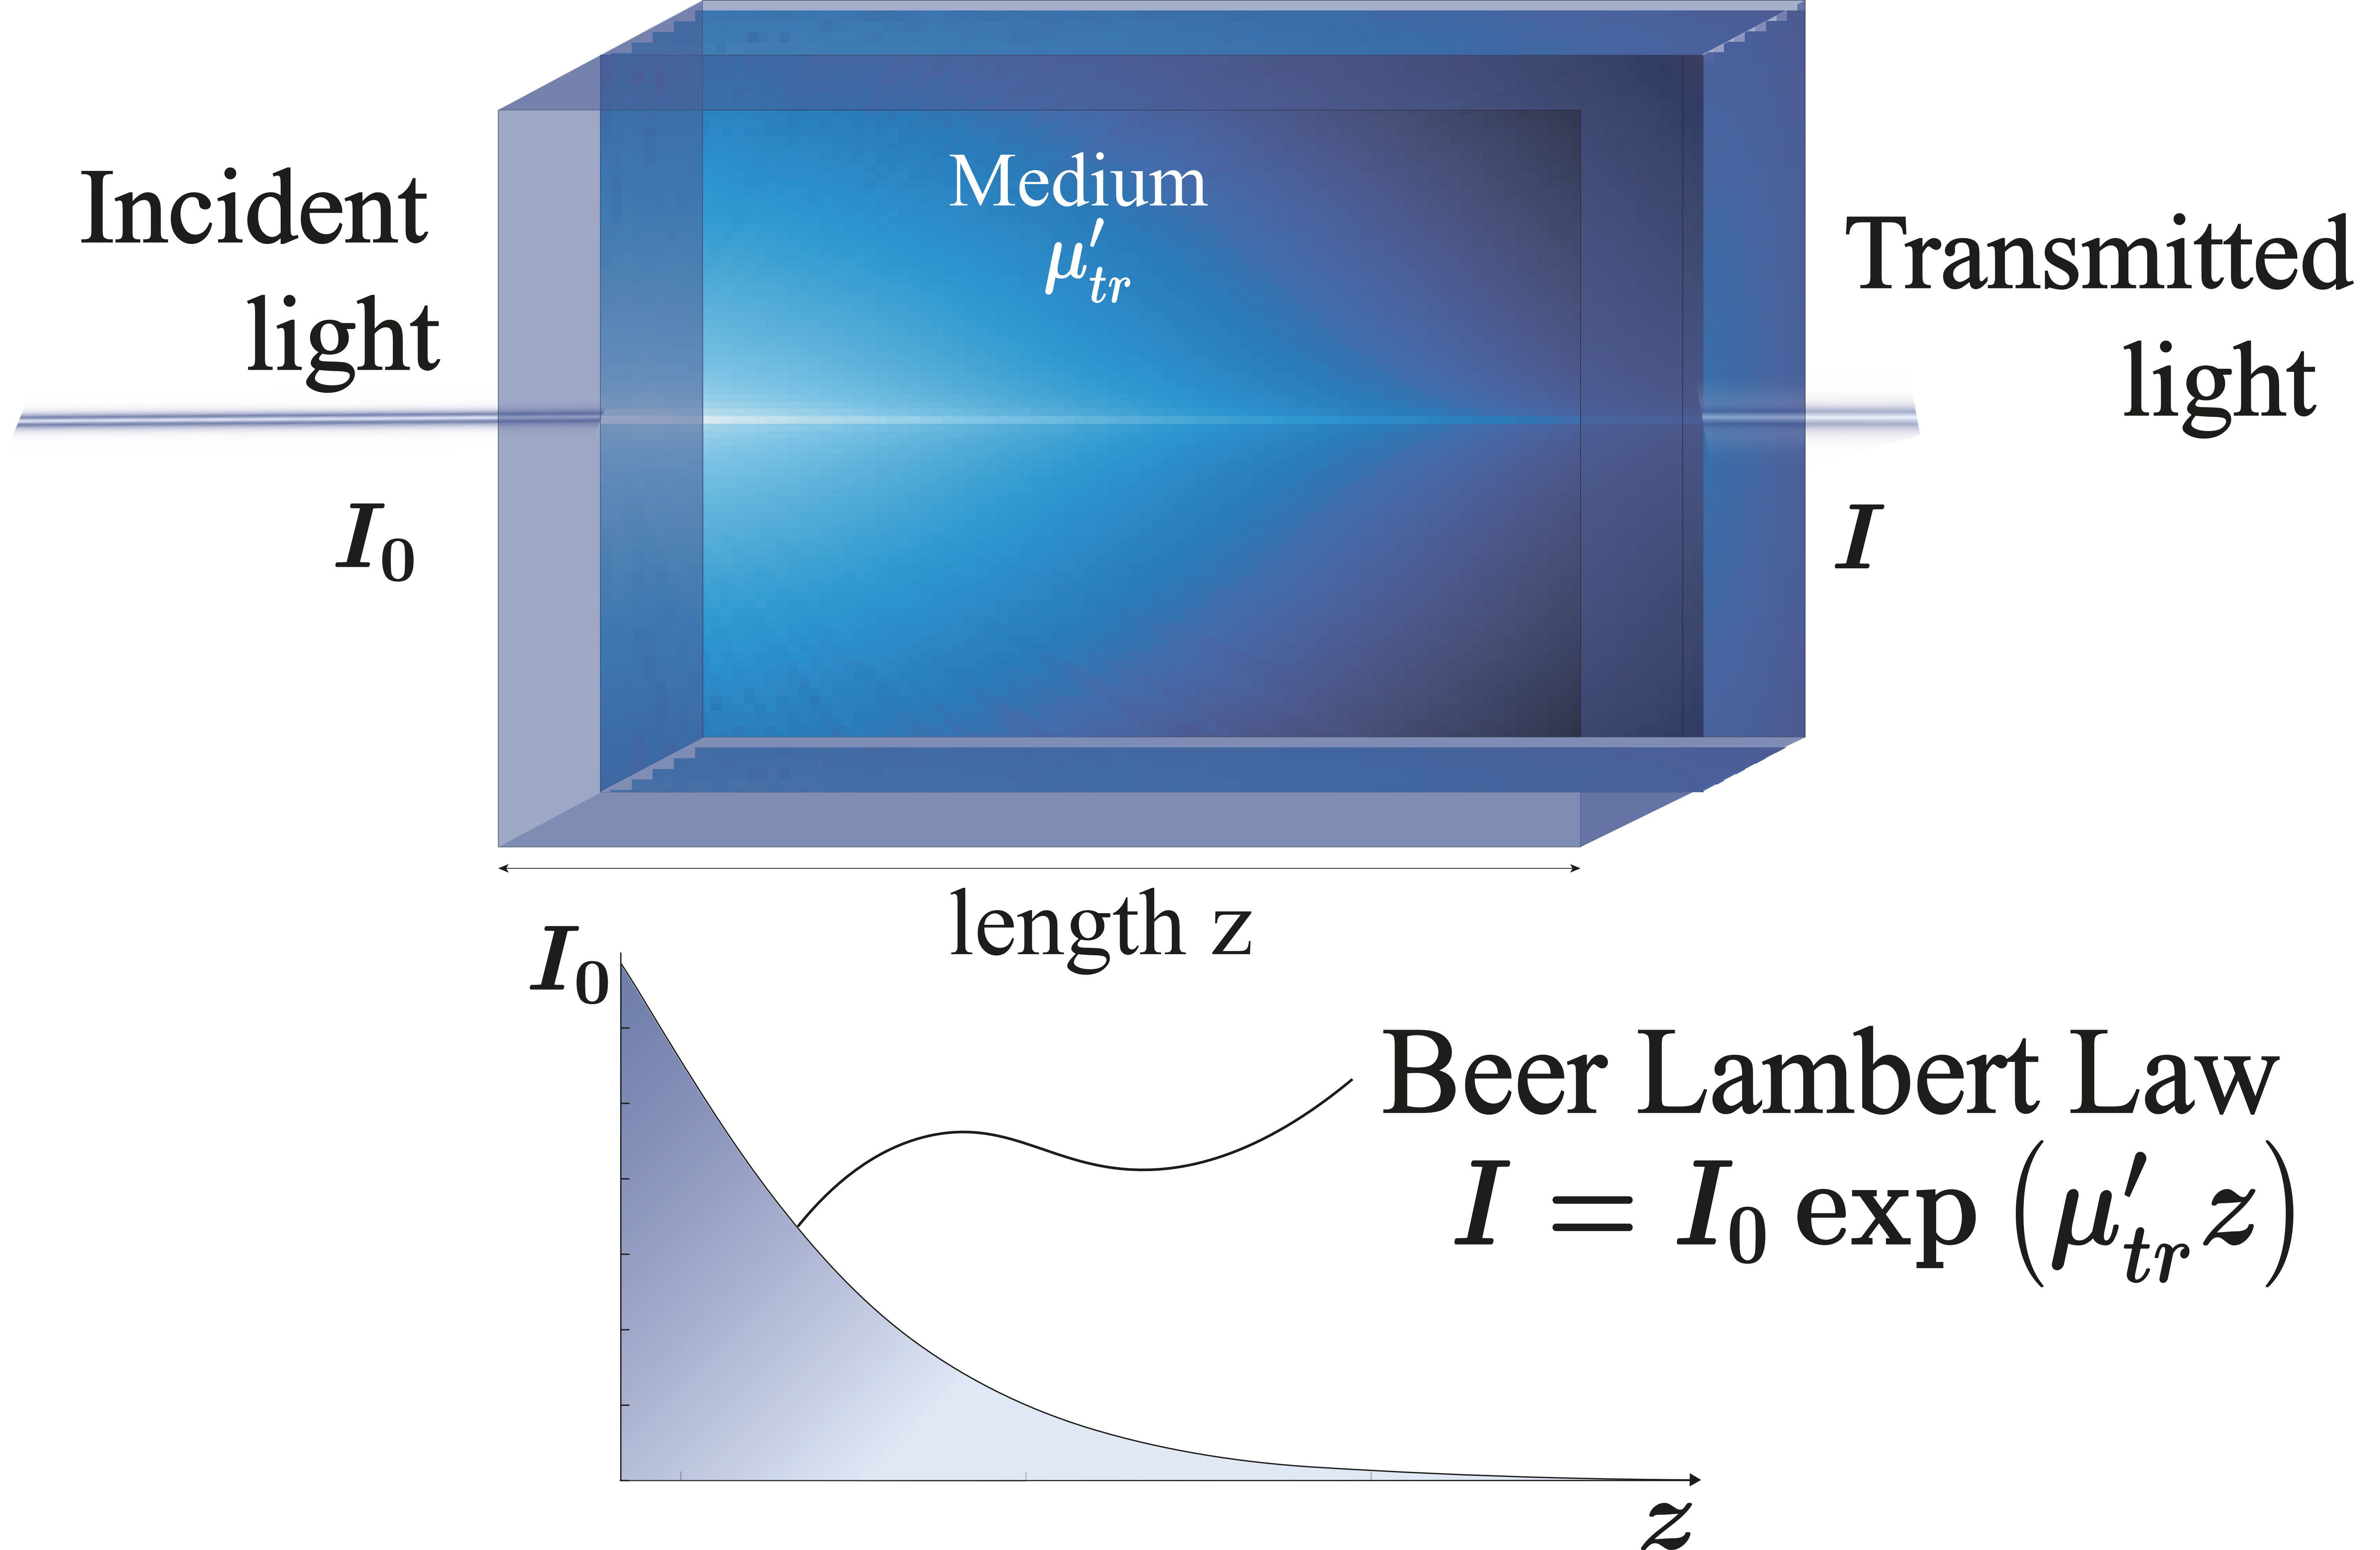 Incident
light
I₀
Medium
μ′ₜᵣ
Transmitted
light
I
length z
I₀
Beer Lambert Law
I = I₀ exp (μ′ₜᵣ z)
z